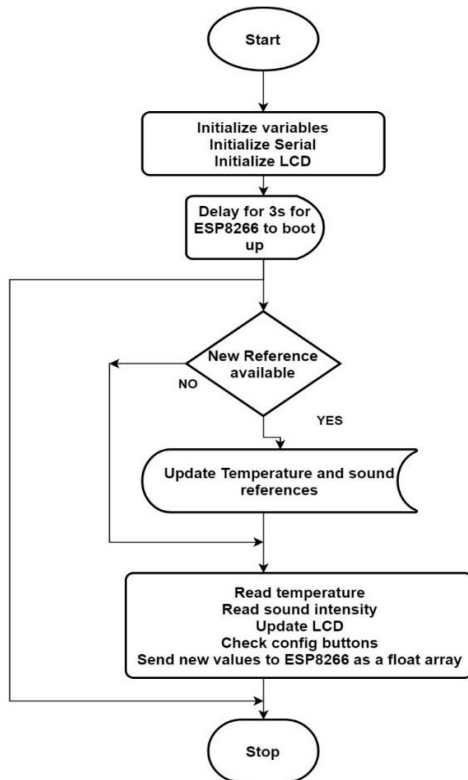 Start
Initialize variables
Initialize Serial
Initialize LCD
Delay for 3s for
ESP8266 to boot
up
New Reference
available
NO
YES
Update Temperature and sound
references
Read temperature
Read sound intensity
Update LCD
Check config buttons
Send new values to ESP8266 as a float array
Stop